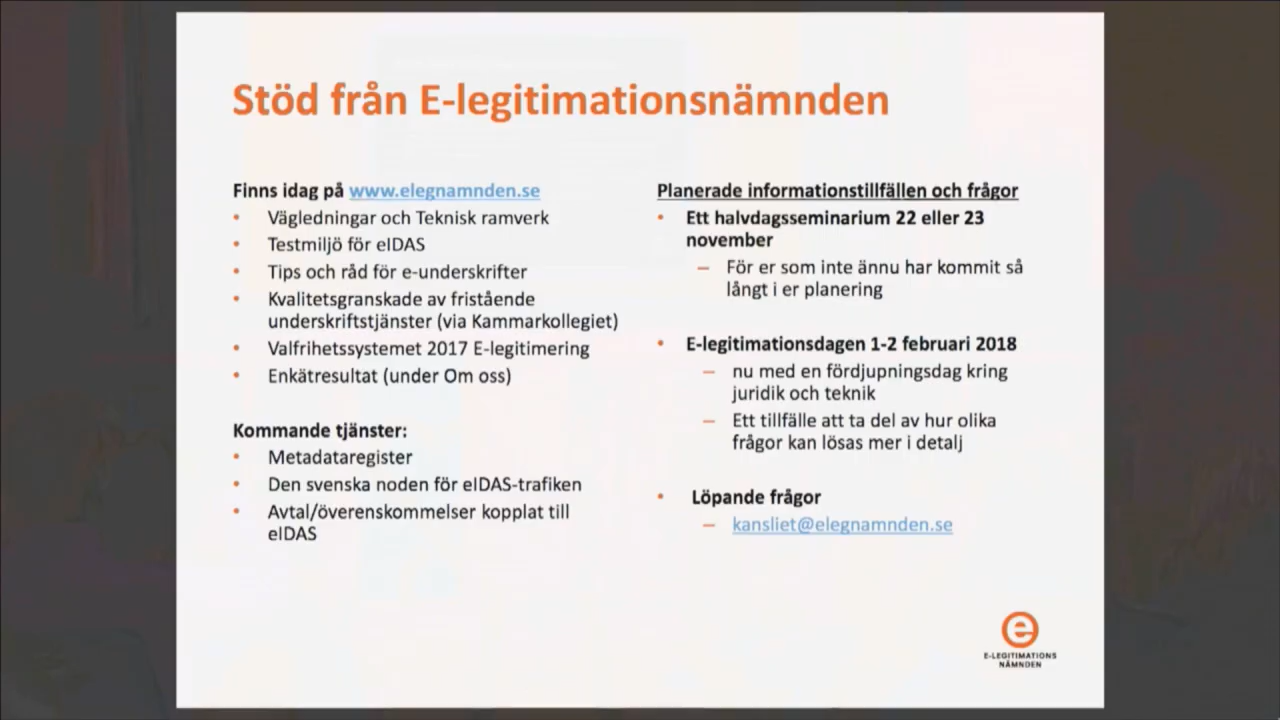 Stöd från E-legitimationsnämnden
Finns idag på www.elegnamnden.se
• Vägledningar och Teknisk ramverk
• Testmiljö för eIDAS
• Tips och råd för e-underskrifter
• Kvalitetsgranskade av fristående
underskriftstjänster (via Kammarkollegiet)
• Valfrihetssystemet 2017 E-legitimering
• Enkätresultat (under Om oss)
Kommande tjänster:
• Metadataregister
• Den svenska noden för eIDAS-trafiken
• Avtal/överenskommelser kopplat till
eIDAS
Planerade informationstillfällen och frågor
• Ett halvdagsseminarium 22 eller 23
november
– För er som inte ännu har kommit så
långt i er planering
• E-legitimationsdagen 1-2 februari 2018
– nu med en fördjupningsdag kring
juridik och teknik
– Ett tillfälle att ta del av hur olika
frågor kan lösas mer i detalj
• Löpande frågor
– kansliet@elegnamnden.se
E-LEGITIMATIONS
NÄMNDEN